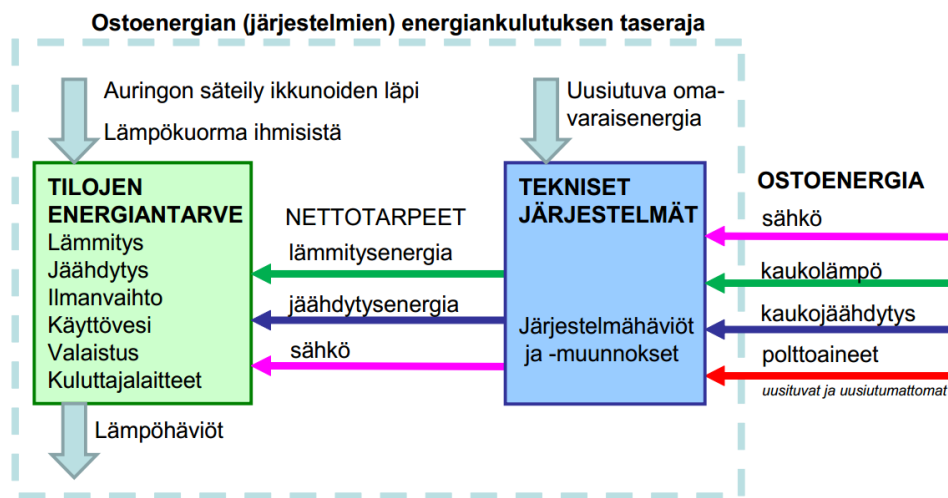 Ostoenergian (järjestelmien) energiankulutuksen taseraja
Auringon säteily ikkunoiden läpi
Lämpökuorma ihmisistä
Uusiutuva oma-
varaisenergia
TILOJEN
ENERGIANTARVE
Lämmitys
Jäähdytys
Ilmanvaihto
Käyttövesi
Valaistus
Kuluttajalaitteet
NETTOTARPEET
lämmitysenergia
jäähdytysenergia
sähkö
TEKNISET
JÄRJESTELMÄT
Järjestelmähäviöt
ja -muunnokset
OSTOENERGIA
sähkö
kaukolämpö
kaukojäähdytys
polttoaineet
uusituvat ja uusiutumattomat
Lämpöhäviöt